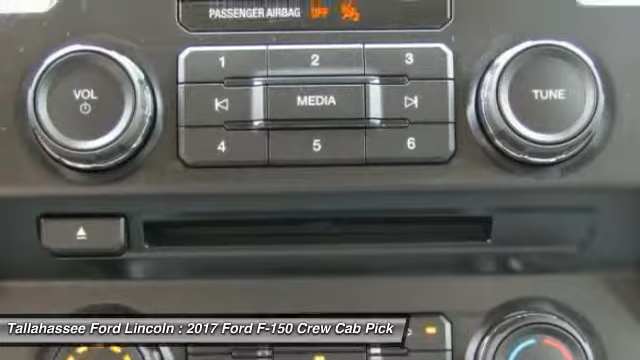 PASSENGER AIRBAG OFF
1 2 3
VOL MEDIA TUNE
4 5 6
Tallahassee Ford Lincoln : 2017 Ford F-150 Crew Cab Pick